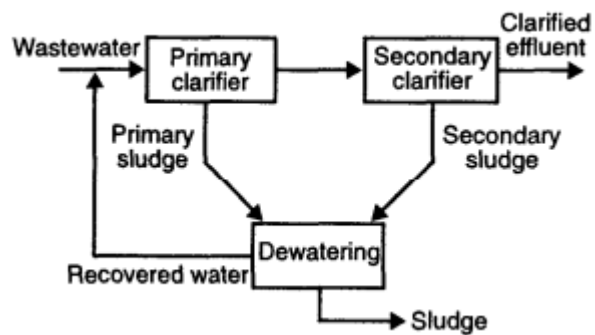 Wastewater
Primary
clarifier
Secondary
clarifier
Clarified
effluent
Primary
sludge
Secondary
sludge
Dewatering
Recovered water
Sludge